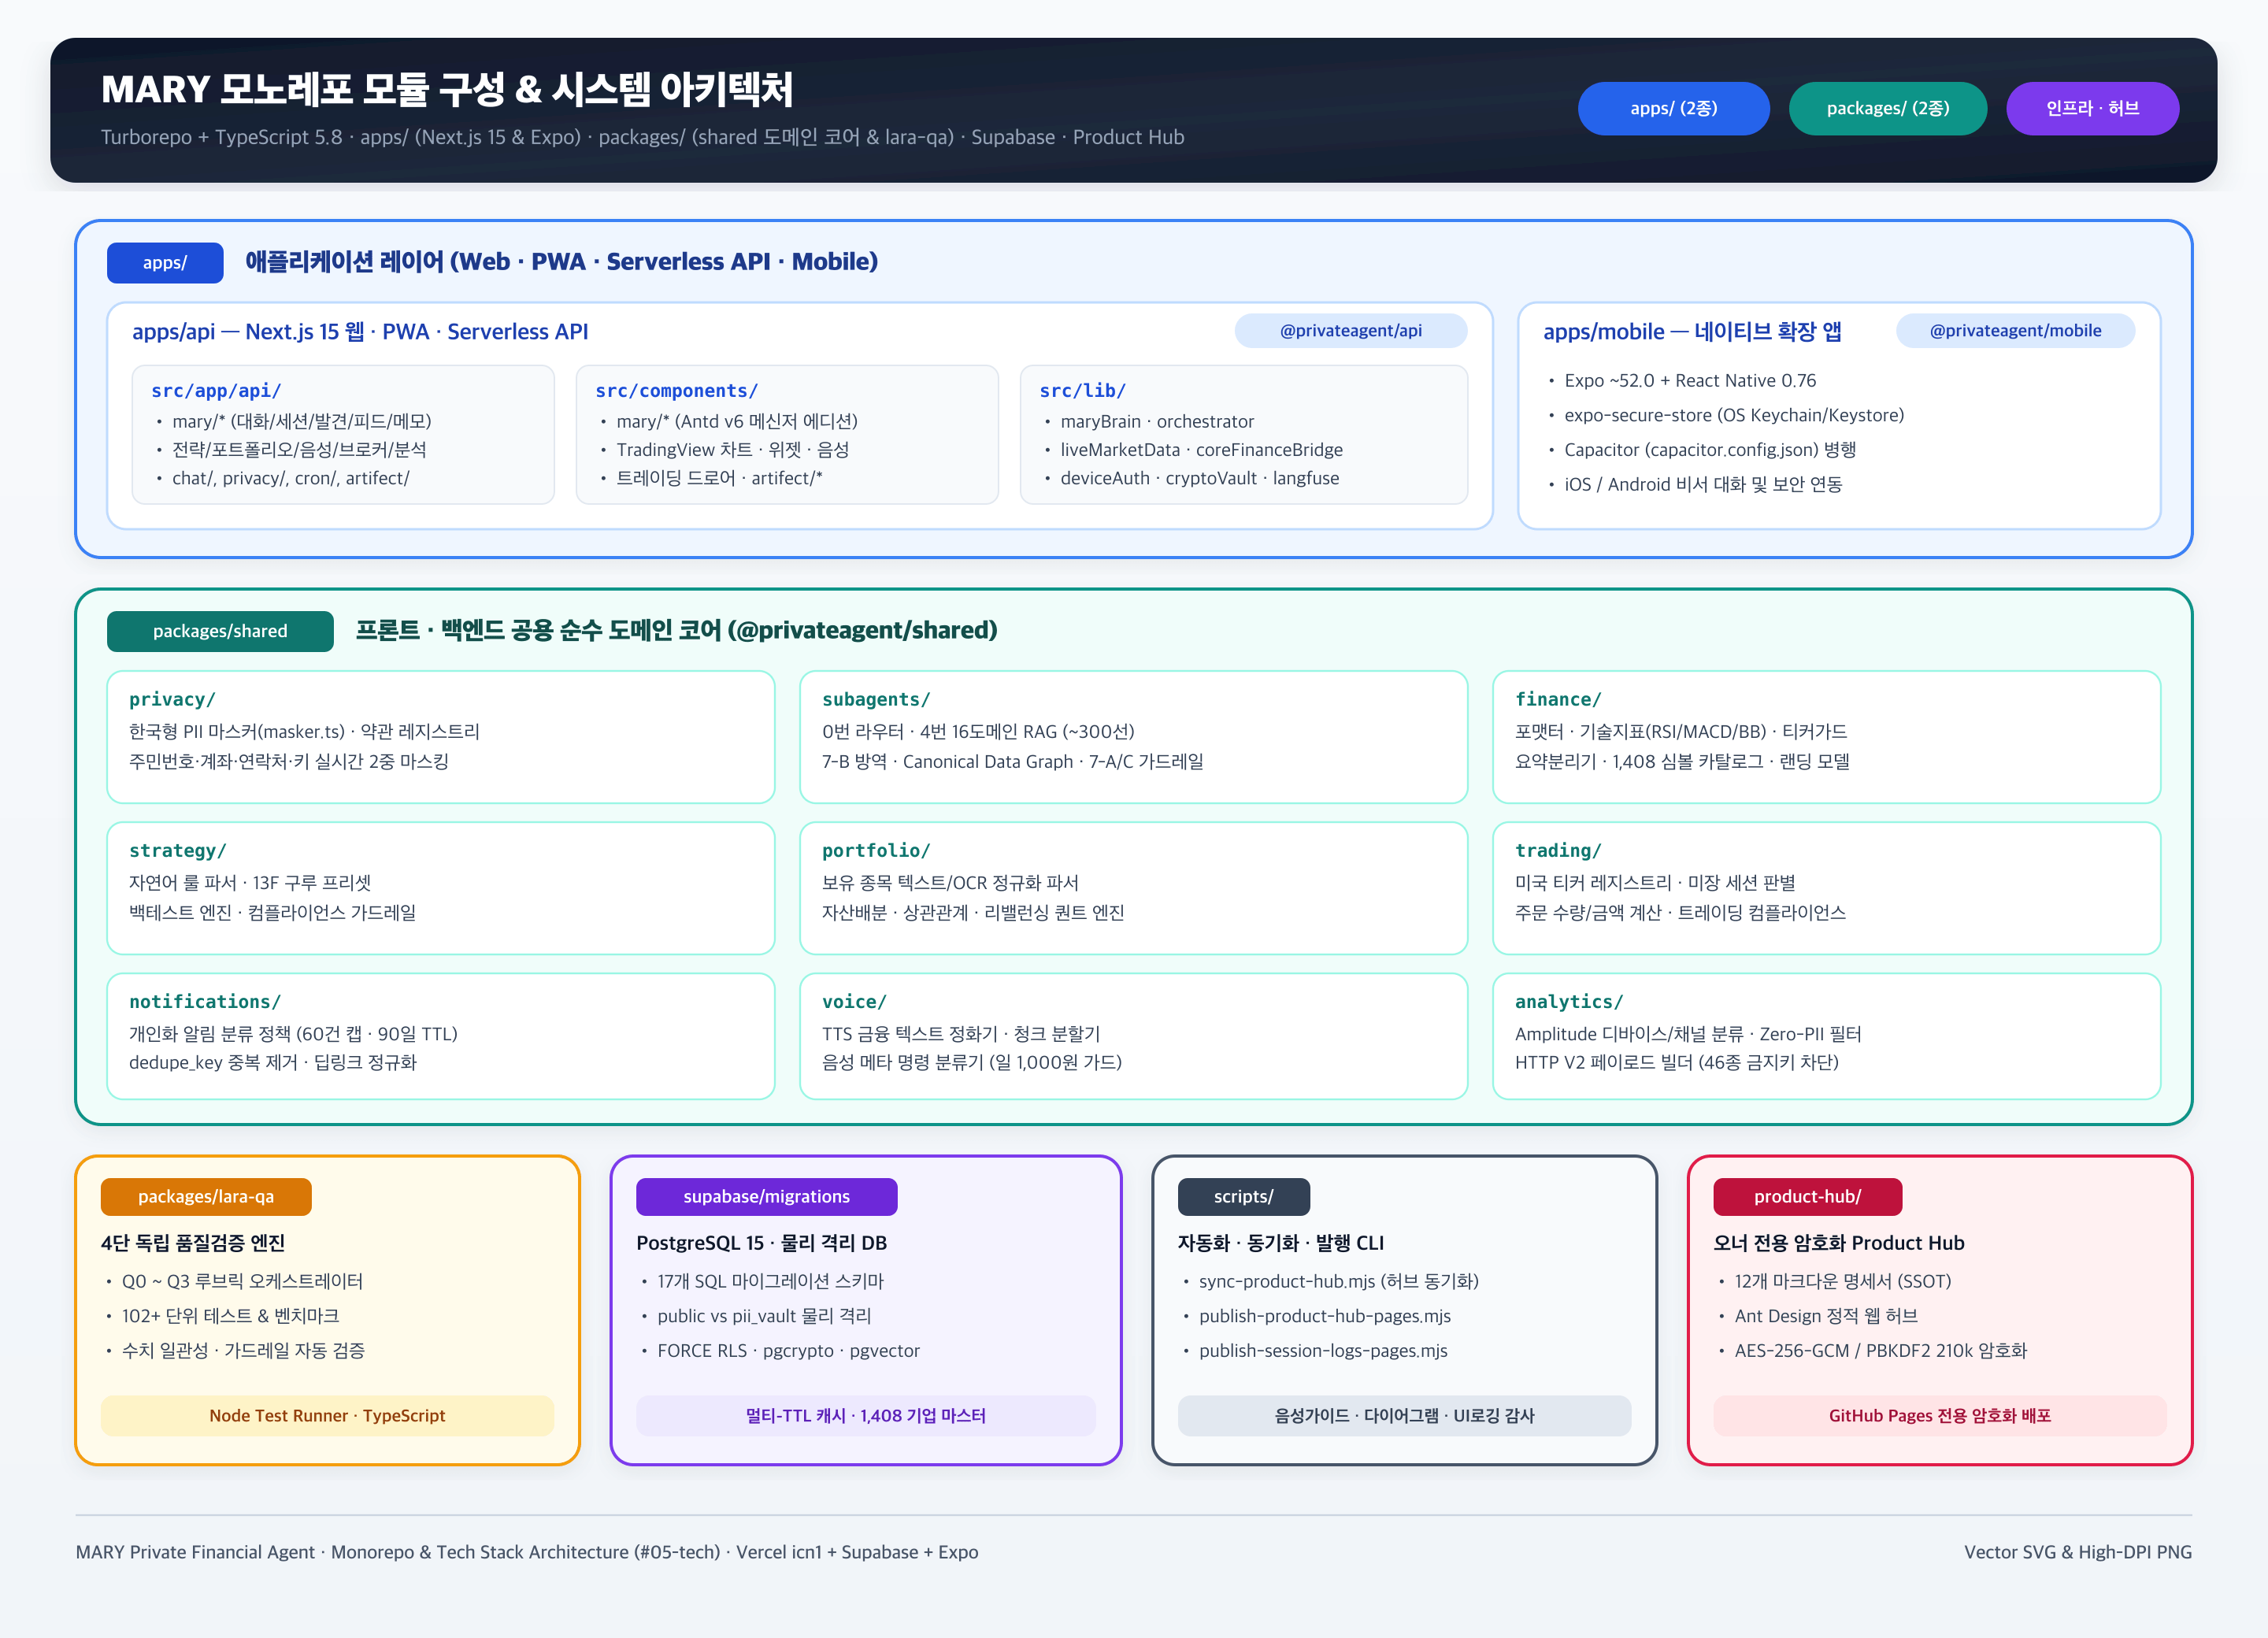 MARY 모노레포 모듈 구성 & 시스템 아키텍처
Turborepo + TypeScript 5.8 · apps/ (Next.js 15 & Expo) · packages/ (shared 도메인 코어 & lara-qa) · Supabase · Product Hub
apps/ (2종)
packages/ (2종)
인프라 · 허브
apps/
애플리케이션 레이어 (Web · PWA · Serverless API · Mobile)
apps/api — Next.js 15 웹 · PWA · Serverless API
@privateagent/api
src/app/api/
• mary/* (대화/세션/발견/피드/메모)
• 전략/포트폴리오/음성/브로커/분석
• chat/, privacy/, cron/, artifect/
src/components/
• mary/* (Antd v6 메신저 에디션)
• TradingView 차트 · 위젯 · 음성
• 트레이딩 드로어 · artifect/*
src/lib/
• maryBrain · orchestrator
• liveMarketData · coreFinanceBridge
• deviceAuth · cryptoVault · langfuse
apps/mobile — 네이티브 확장 앱
@privateagent/mobile
• Expo ~52.0 + React Native 0.76
• expo-secure-store (OS Keychain/Keystore)
• Capacitor (capacitor.config.json) 병행
• iOS / Android 비서 대화 및 보안 연동
packages/shared
프론트 · 백엔드 공용 순수 도메인 코어 (@privateagent/shared)
privacy/
한국형 PII 마스커(masker.ts) · 약관 레지스트리
주민번호·계좌·연락처·키 실시간 2중 마스킹
subagents/
0번 라우터 · 4번 16도메인 RAG (~300선)
7-B 방역 · Canonical Data Graph · 7-A/C 가드레일
finance/
포맷터 · 기술지표(RSI/MACD/BB) · 티커가드
요약분리기 · 1,408 심볼 카탈로그 · 랜딩 모델
strategy/
자연어 룰 파서 · 13F 구루 프리셋
백테스트 엔진 · 컴플라이언스 가드레일
portfolio/
보유 종목 텍스트/OCR 정규화 파서
자산배분 · 상관관계 · 리밸런싱 퀀트 엔진
trading/
미국 티커 레지스트리 · 미장 세션 판별
주문 수량/금액 계산 · 트레이딩 컴플라이언스
notifications/
개인화 알림 분류 정책 (60건 캡 · 90일 TTL)
dedupe_key 중복 제거 · 딥링크 정규화
voice/
TTS 금융 텍스트 정화기 · 청크 분할기
음성 메타 명령 분류기 (일 1,000원 가드)
analytics/
Amplitude 디바이스/채널 분류 · Zero-PII 필터
HTTP V2 페이로드 빌더 (46종 금지키 차단)
packages/lara-qa
4단 독립 품질검증 엔진
• Q0 ~ Q3 루브릭 오케스트레이터
• 102+ 단위 테스트 & 벤치마크
• 수치 일관성 · 가드레일 자동 검증
Node Test Runner · TypeScript
supabase/migrations
PostgreSQL 15 · 물리 격리 DB
• 17개 SQL 마이그레이션 스키마
• public vs pii_vault 물리 격리
• FORCE RLS · pgcrypto · pgvector
멀티-TTL 캐시 · 1,408 기업 마스터
scripts/
자동화 · 동기화 · 발행 CLI
• sync-product-hub.mjs (허브 동기화)
• publish-product-hub-pages.mjs
• publish-session-logs-pages.mjs
음성가이드 · 다이어그램 · UI로깅 감사
product-hub/
오너 전용 암호화 Product Hub
• 12개 마크다운 명세서 (SSOT)
• Ant Design 정적 웹 허브
• AES-256-GCM / PBKDF2 210k 암호화
GitHub Pages 전용 암호화 배포
MARY Private Financial Agent · Monorepo & Tech Stack Architecture (#05-tech) · Vercel icn1 + Supabase + Expo
Vector SVG & High-DPI PNG